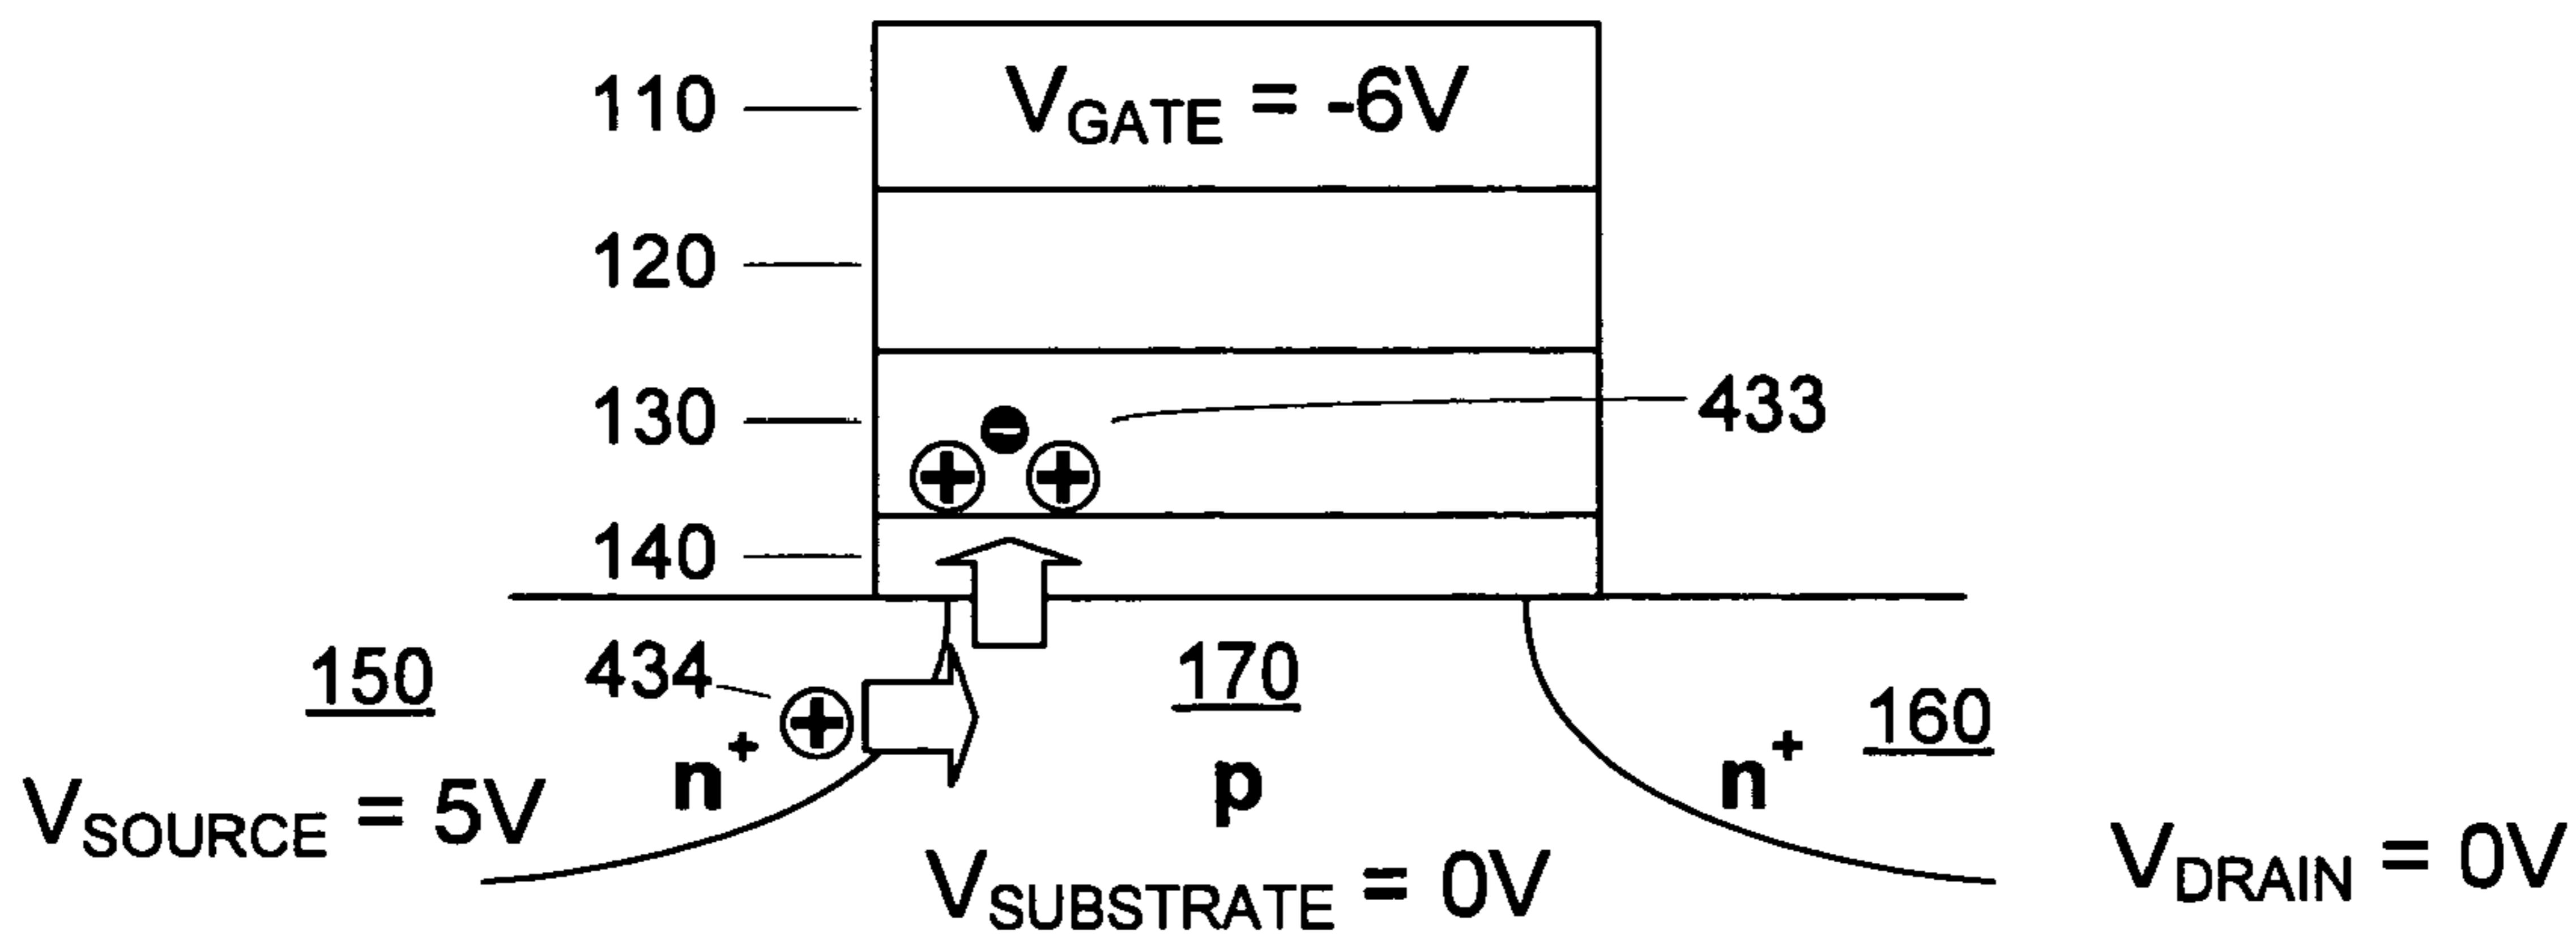 110
V_GATE = -6V
120
130
433
140
150
434
170
160
n⁺
p
n⁺
V_SOURCE = 5V
V_SUBSTRATE = 0V
V_DRAIN = 0V